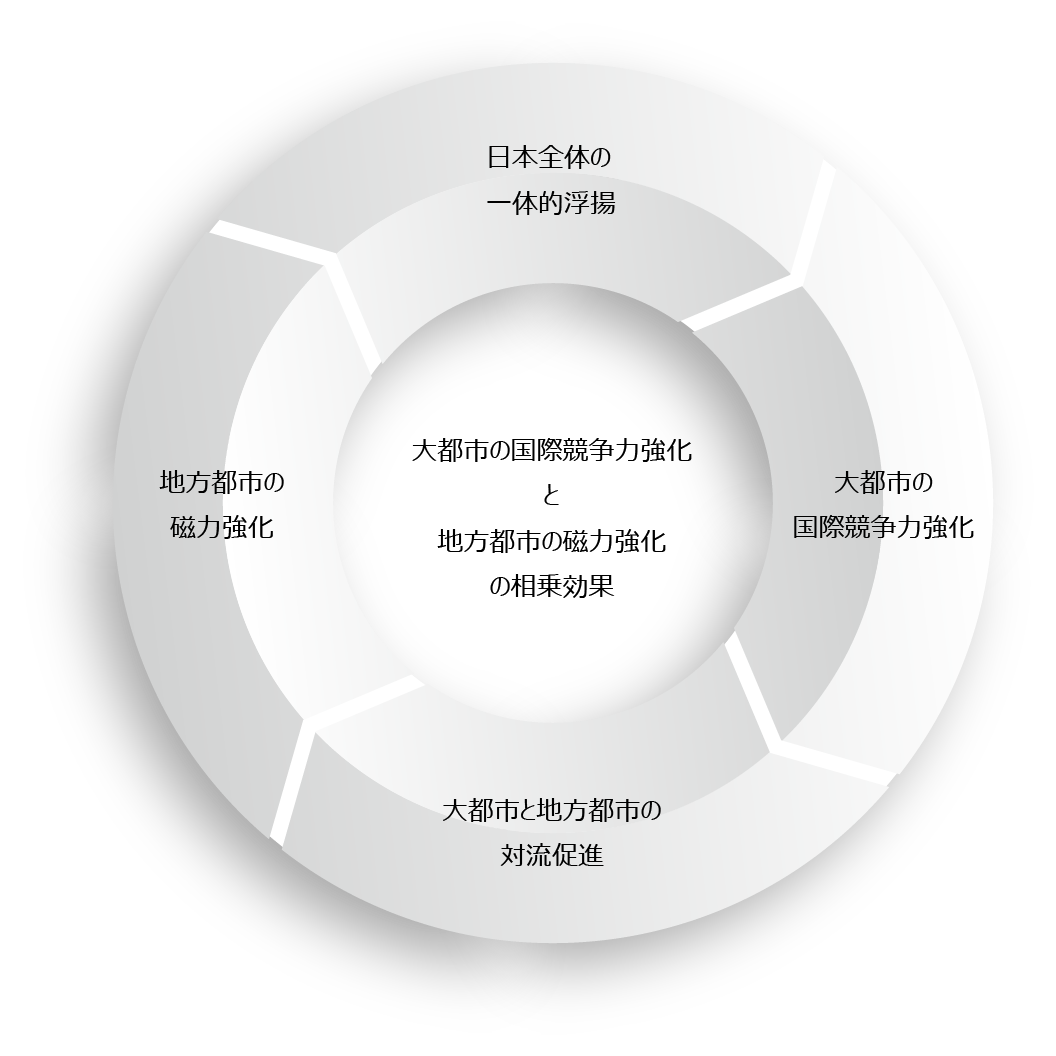 日本全体の
一体的浮揚
大都市の
国際競争力強化
大都市と地方都市の
対流促進
地方都市の
磁力強化
大都市の国際競争力強化
と
地方都市の磁力強化
の相乗効果